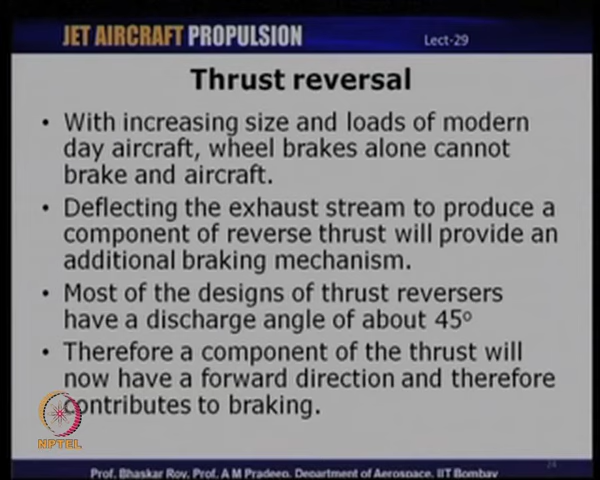 JET AIRCRAFT PROPULSION
Lect-29
Thrust reversal
• With increasing size and loads of modern
day aircraft, wheel brakes alone cannot
brake and aircraft.
• Deflecting the exhaust stream to produce a
component of reverse thrust will provide an
additional braking mechanism.
• Most of the designs of thrust reversers
have a discharge angle of about 45º
• Therefore a component of the thrust will
now have a forward direction and therefore
contributes to braking.
NPTEL
24
Prof. Bhaskar Roy, Prof. A M Pradeep, Department of Aerospace, IIT Bombay